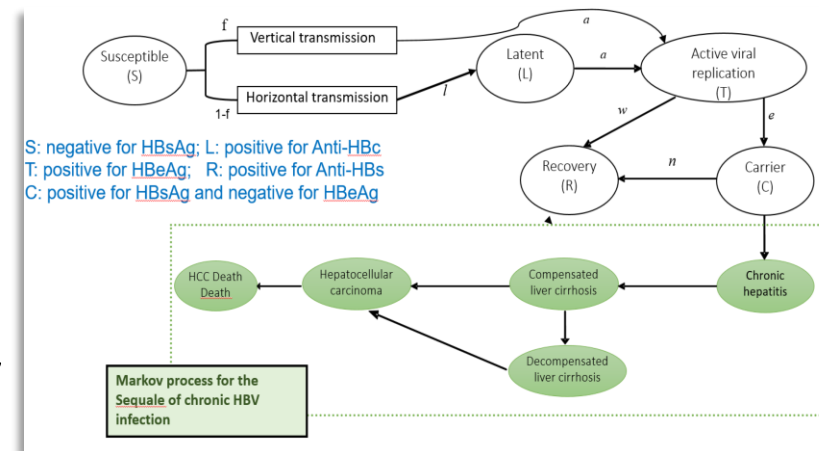 f
Vertical transmission
a
Susceptible
(S)
Latent
(L)
a
Active viral
replication
(T)
Horizontal transmission
1-f
l
w
e
S: negative for HBsAg; L: positive for Anti-HBc
T: positive for HBeAg; R: positive for Anti-HBs
C: positive for HBsAg and negative for HBeAg
Recovery
(R)
n
Carrier
(C)
HCC Death
Death
Hepatocellular
carcinoma
Compensated
liver cirrhosis
Chronic
hepatitis
Decompensated
liver cirrhosis
Markov process for the
Sequale of chronic HBV
infection